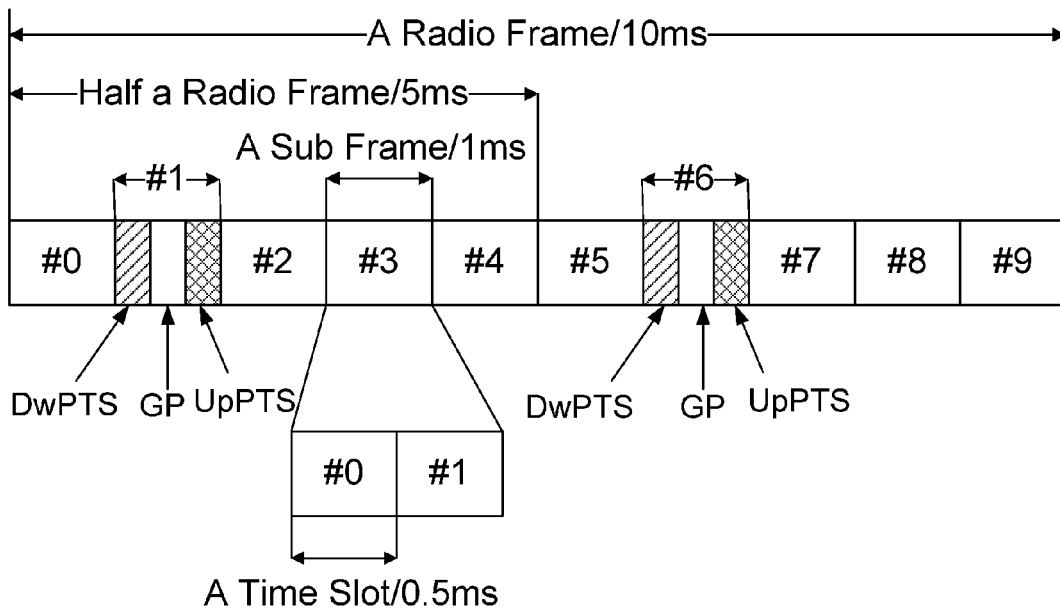 A Radio Frame/10ms
Half a Radio Frame/5ms
A Sub Frame/1ms
#1 #6
#0 #2 #3 #4 #5 #7 #8 #9
DwPTS GP UpPTS DwPTS GP UpPTS
#0 #1
A Time Slot/0.5ms